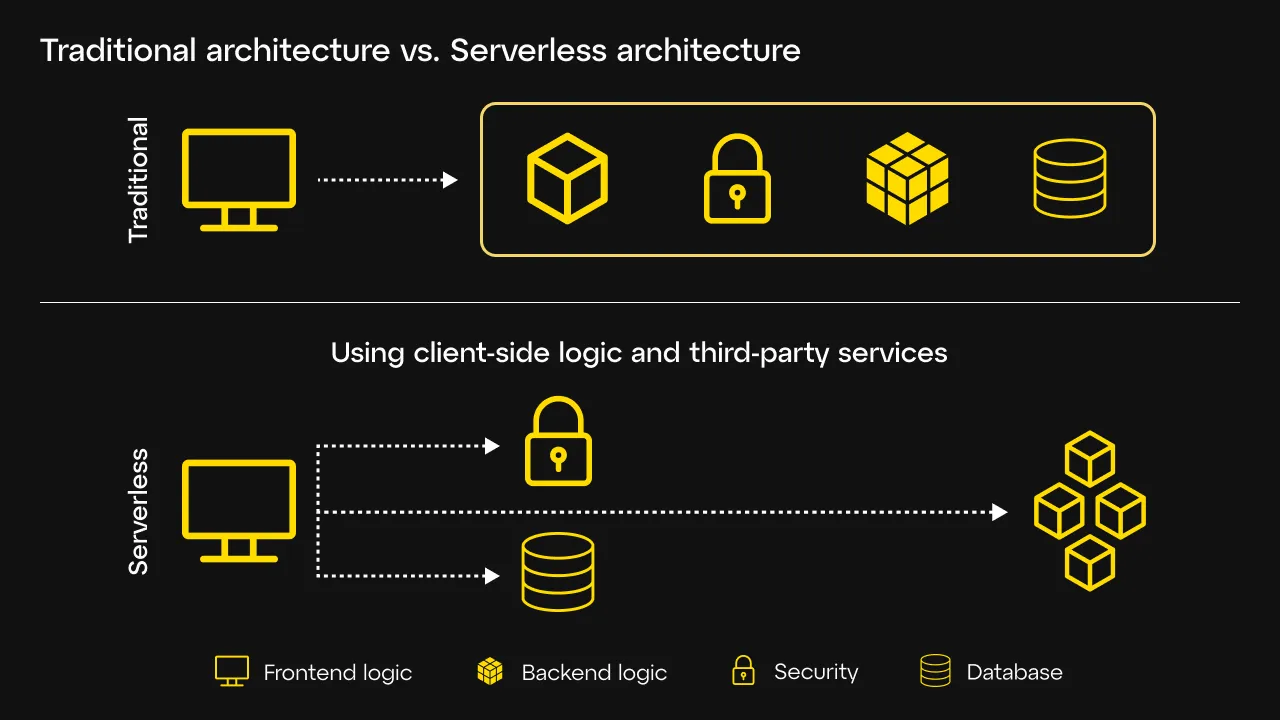 Traditional architecture vs. Serverless architecture
Traditional
Using client-side logic and third-party services
Serverless
Frontend logic
Backend logic
Security
Database